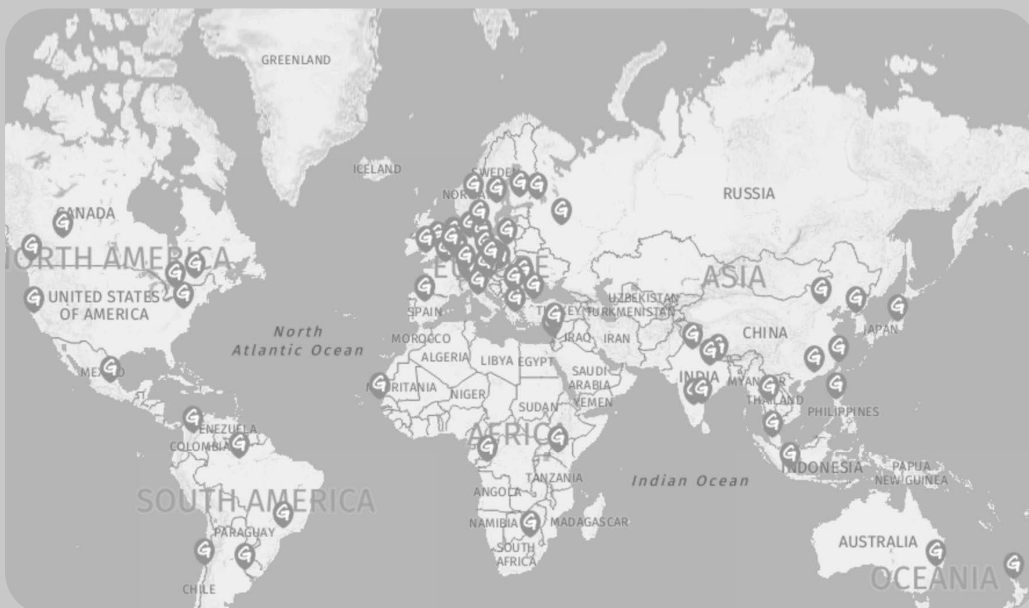 GREENLAND
ICELAND
SWEDEN
RUSSIA
CANADA
NORTH AMERICA
ASIA
UNITED STATES
OF AMERICA
SPAIN
UZBEKISTAN
TURKMENISTAN
North
Atlantic Ocean
CHINA
JAPAN
MOROCCO
IRAQ
IRAN
ALGERIA
LIBYA
EGYPT
SAUDI
ARABIA
INDIA
NIGER
YEMEN
THAILAND
SUDAN
PHILIPPINES
AFRICA
COLOMBIA
INDONESIA
PAPUA
NEW GUINEA
TANZANIA
Indian Ocean
ANGOLA
SOUTH AMERICA
NAMIBIA
MADAGASCAR
PARAGUAY
AUSTRALIA
SOUTH
AFRICA
OCEANIA
CHILE